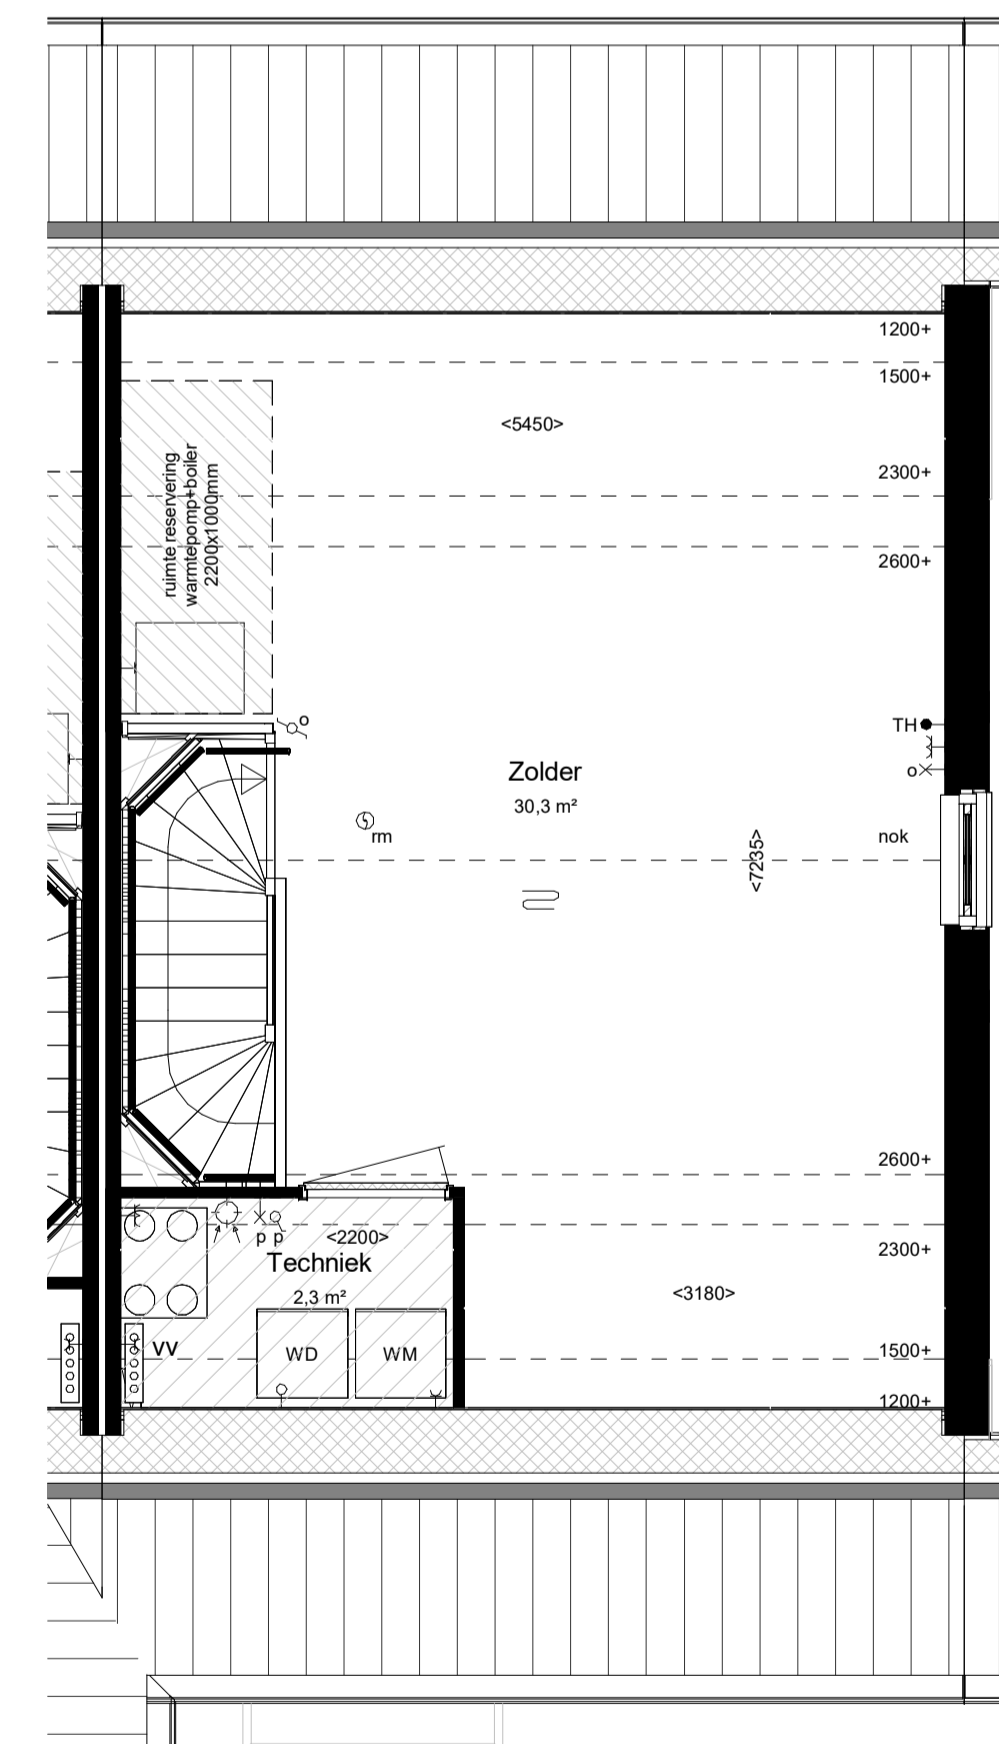 1200+
1500+
<5450>
2300+
2600+
ruimte reservering
warmtepomp+boiler
2200x1000mm
o
TH
o
Zolder
30,3 m²
rm
nok
<7235>
2600+
p p
<2200>
2300+
Techniek
2,3 m²
<3180>
VV
WD
WM
1500+
1200+